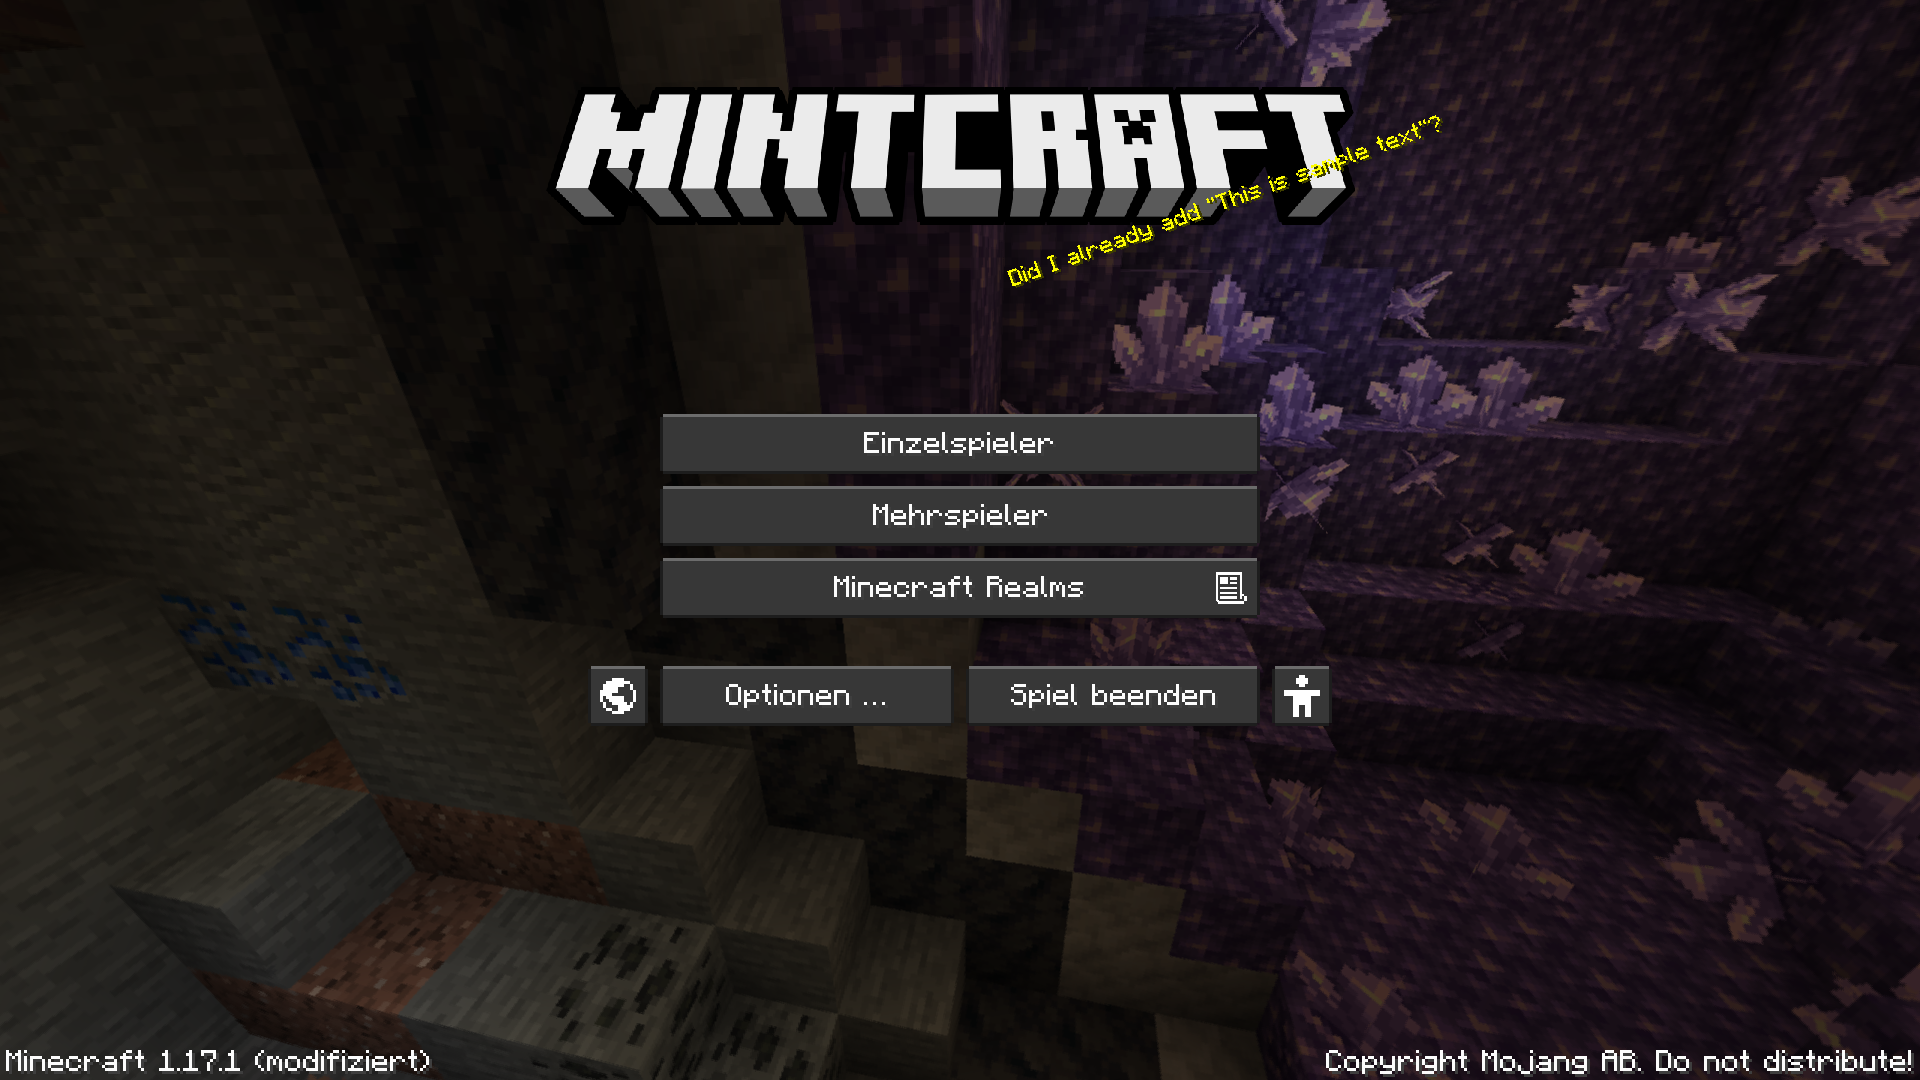 MINTCRAFT
Did I already add "This is sample text"?
Einzelspieler
Mehrspieler
Minecraft Realms
Optionen ...
Spiel beenden
Minecraft 1.17.1 (modifiziert)
Copyright Mojang AB. Do not distribute!